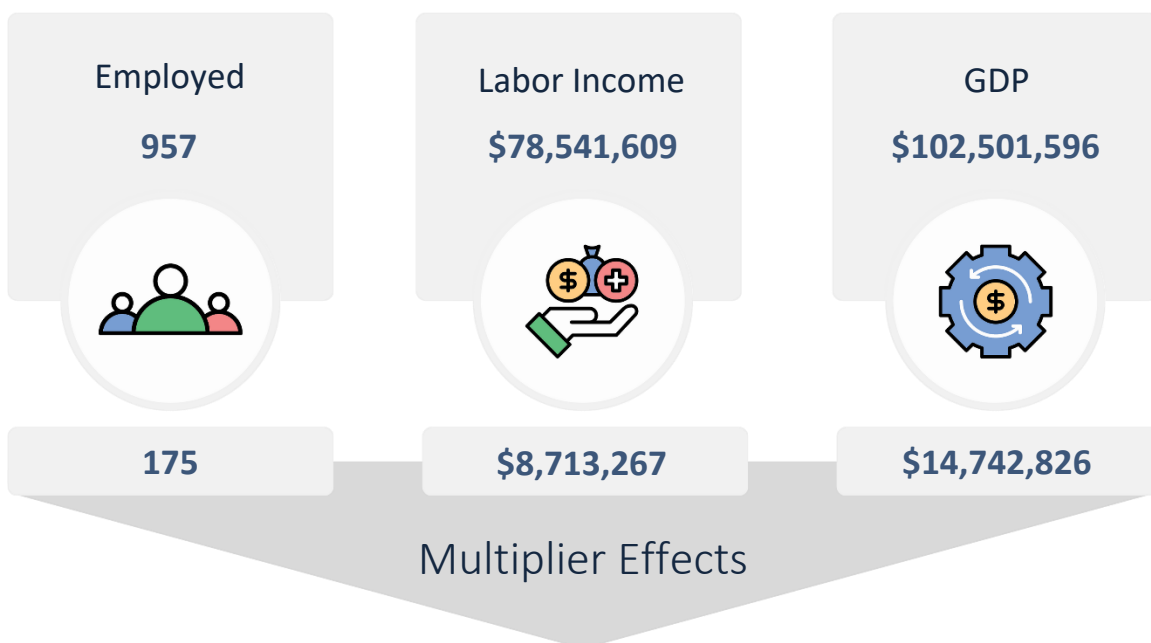 Employed
957
Labor Income
$78,541,609
GDP
$102,501,596
$
$
175
$8,713,267
$14,742,826
Multiplier Effects